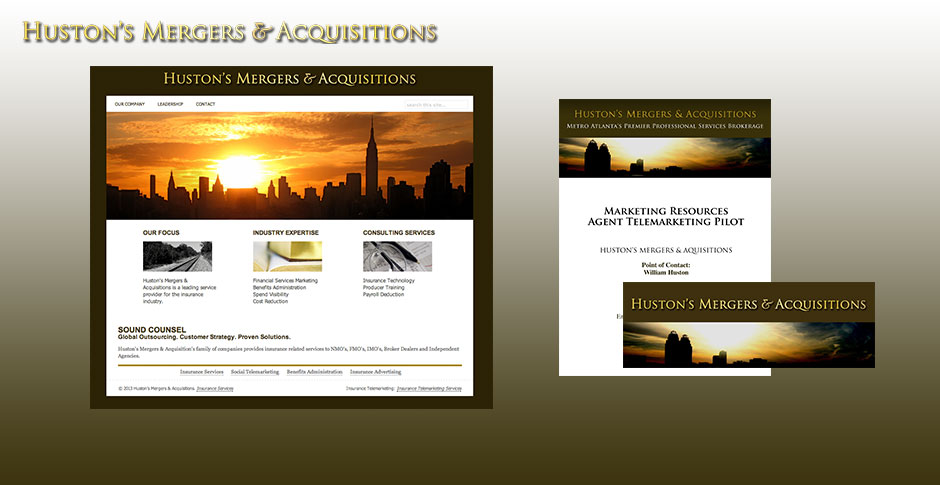 Huston's Mergers & Acquisitions
Huston's Mergers & Acquisitions
OUR COMPANY LEADERSHIP CONTACT search this site...
OUR FOCUS
Huston's Mergers &
Acquisitions is a leading service
provider for the insurance
industry.
INDUSTRY EXPERTISE
Financial Services Marketing
Benefits Administration
Spend Visibility
Cost Reduction
CONSULTING SERVICES
Insurance Technology
Producer Training
Payroll Deduction
SOUND COUNSEL
Global Outsourcing. Customer Strategy. Proven Solutions.
Huston's Mergers & Acquisition's family of companies provides insurance related services to NMO's, FMO's, IMO's, Broker Dealers and Independent
Agencies.
Insurance Services Social Telemarketing Benefits Administration Insurance Advertising
© 2013 Huston's Mergers & Acquisitions. Insurance Services Insurance Telemarketing: Insurance Telemarketing Services
Huston's Mergers & Acquisitions
Metro Atlanta's Premier Professional Services Brokerage
Marketing Resources
Agent Telemarketing Pilot
HUSTON'S MERGERS & ACQUISITIONS
Point of Contact:
William Huston
Huston's Mergers & Acquisitions